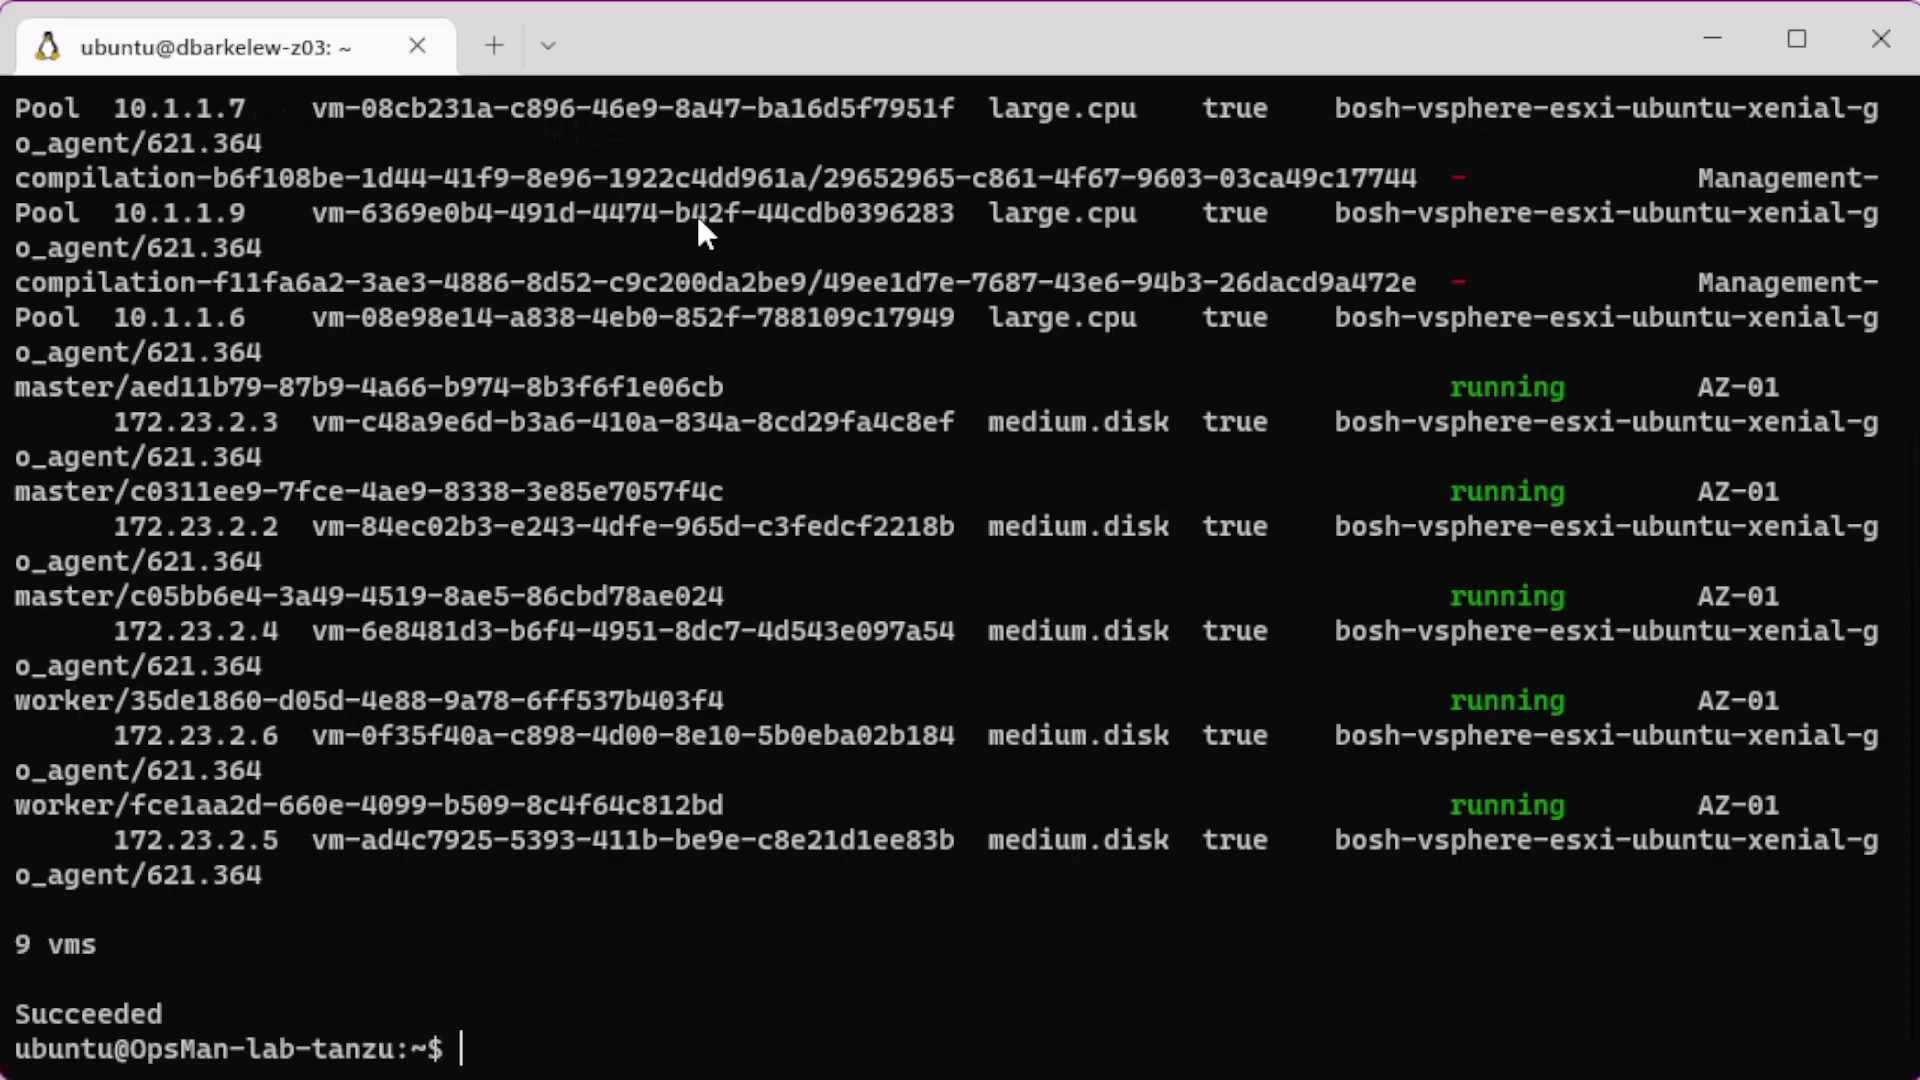 ubuntu@dbarkelew-z03: ~
Pool  10.1.1.7    vm-08cb231a-c896-46e9-8a47-ba16d5f7951f  large.cpu    true    bosh-vsphere-esxi-ubuntu-xenial-g
o_agent/621.364
compilation-b6f108be-1d44-41f9-8e96-1922c4dd961a/29652965-c861-4f67-9603-03ca49c17744  -              Management-
Pool  10.1.1.9    vm-6369e0b4-491d-4474-b42f-44cdb0396283  large.cpu    true    bosh-vsphere-esxi-ubuntu-xenial-g
o_agent/621.364
compilation-f11fa6a2-3ae3-4886-8d52-c9c200da2be9/49ee1d7e-7687-43e6-94b3-26dacd9a472e  -              Management-
Pool  10.1.1.6    vm-08e98e14-a838-4eb0-852f-788109c17949  large.cpu    true    bosh-vsphere-esxi-ubuntu-xenial-g
o_agent/621.364
master/aed11b79-87b9-4a66-b974-8b3f6f1e06cb                                            running        AZ-01
      172.23.2.3  vm-c48a9e6d-b3a6-410a-834a-8cd29fa4c8ef  medium.disk  true    bosh-vsphere-esxi-ubuntu-xenial-g
o_agent/621.364
master/c0311ee9-7fce-4ae9-8338-3e85e7057f4c                                            running        AZ-01
      172.23.2.2  vm-84ec02b3-e243-4dfe-965d-c3fedcf2218b  medium.disk  true    bosh-vsphere-esxi-ubuntu-xenial-g
o_agent/621.364
master/c05bb6e4-3a49-4519-8ae5-86cbd78ae024                                            running        AZ-01
      172.23.2.4  vm-6e8481d3-b6f4-4951-8dc7-4d543e097a54  medium.disk  true    bosh-vsphere-esxi-ubuntu-xenial-g
o_agent/621.364
worker/35de1860-d05d-4e88-9a78-6ff537b403f4                                            running        AZ-01
      172.23.2.6  vm-0f35f40a-c898-4d00-8e10-5b0eba02b184  medium.disk  true    bosh-vsphere-esxi-ubuntu-xenial-g
o_agent/621.364
worker/fce1aa2d-660e-4099-b509-8c4f64c812bd                                            running        AZ-01
      172.23.2.5  vm-ad4c7925-5393-411b-be9e-c8e21d1ee83b  medium.disk  true    bosh-vsphere-esxi-ubuntu-xenial-g
o_agent/621.364
9 vms
Succeeded
ubuntu@OpsMan-lab-tanzu:~$